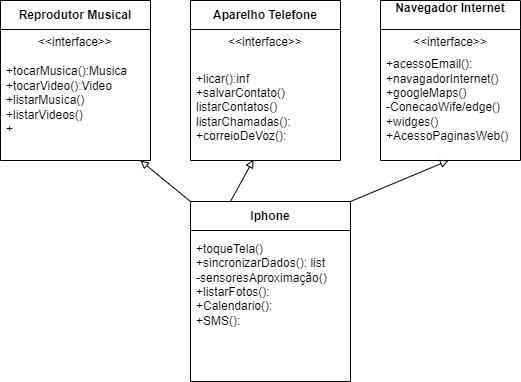 Reprodutor Musical
<<interface>>
+tocarMusica():Musica
+tocarVideo():Video
+listarMusica()
+listarVideos()
+
Aparelho Telefone
<<interface>>
+licar():inf
+salvarContato()
listarContatos()
listarChamadas():
+correioDeVoz():
Navegador Internet
<<interface>>
+acessoEmail():
+navagadorInternet()
+googleMaps()
-ConecaoWife/edge()
+widges()
+AcessoPaginasWeb()
Iphone
+toqueTela()
+sincronizarDados(): list
-sensoresAproximação()
+listarFotos():
+Calendario():
+SMS():